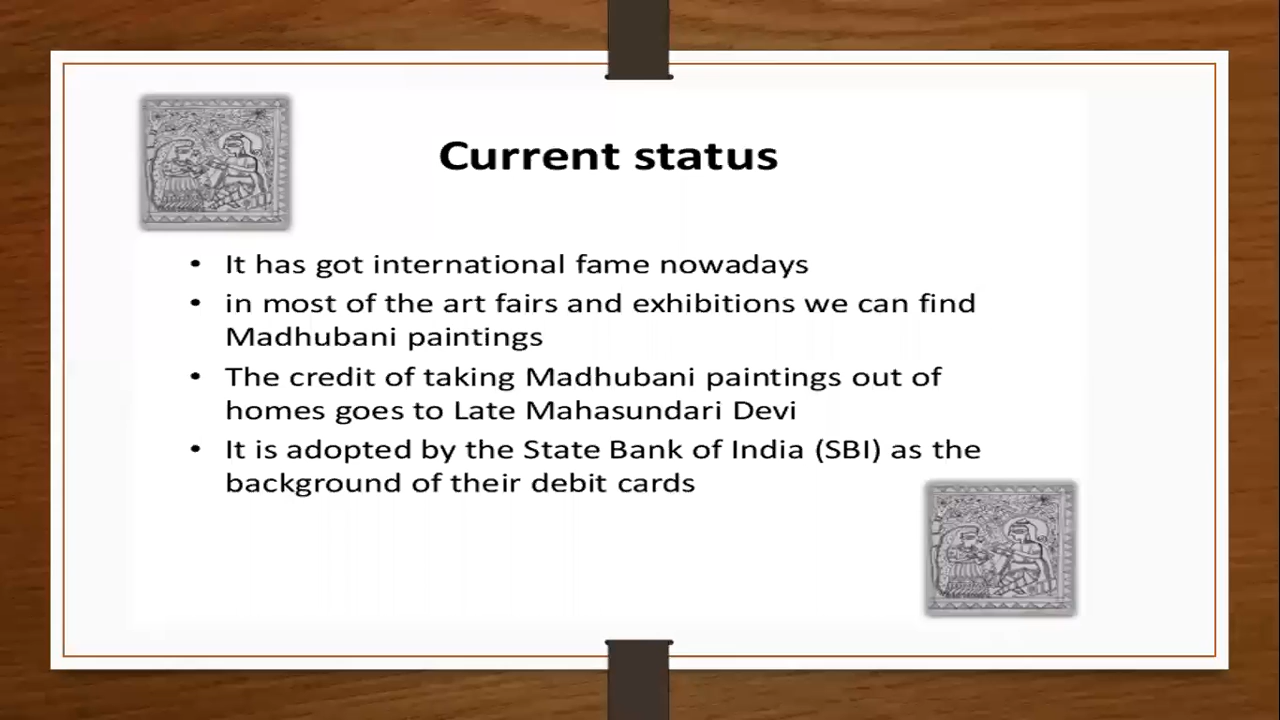 Current status
• It has got international fame nowadays
• in most of the art fairs and exhibitions we can find
Madhubani paintings
• The credit of taking Madhubani paintings out of
homes goes to Late Mahasundari Devi
• It is adopted by the State Bank of India (SBI) as the
background of their debit cards